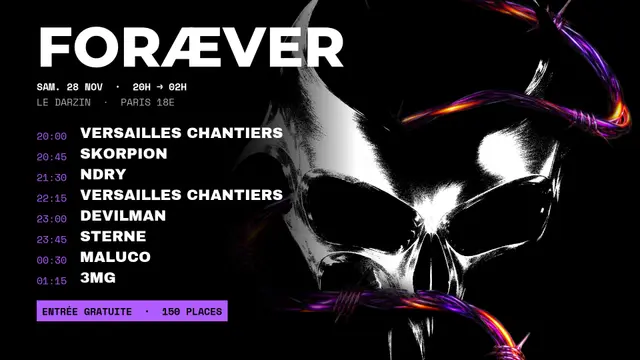 FORÆVER
SAM. 28 NOV · 20H → 02H
LE DARZIN · PARIS 18E
20:00 VERSAILLES CHANTIERS
20:45 SKORPION
21:30 NDRY
22:15 VERSAILLES CHANTIERS
23:00 DEVILMAN
23:45 STERNE
00:30 MALUCO
01:15 3MG
ENTRÉE GRATUITE · 150 PLACES